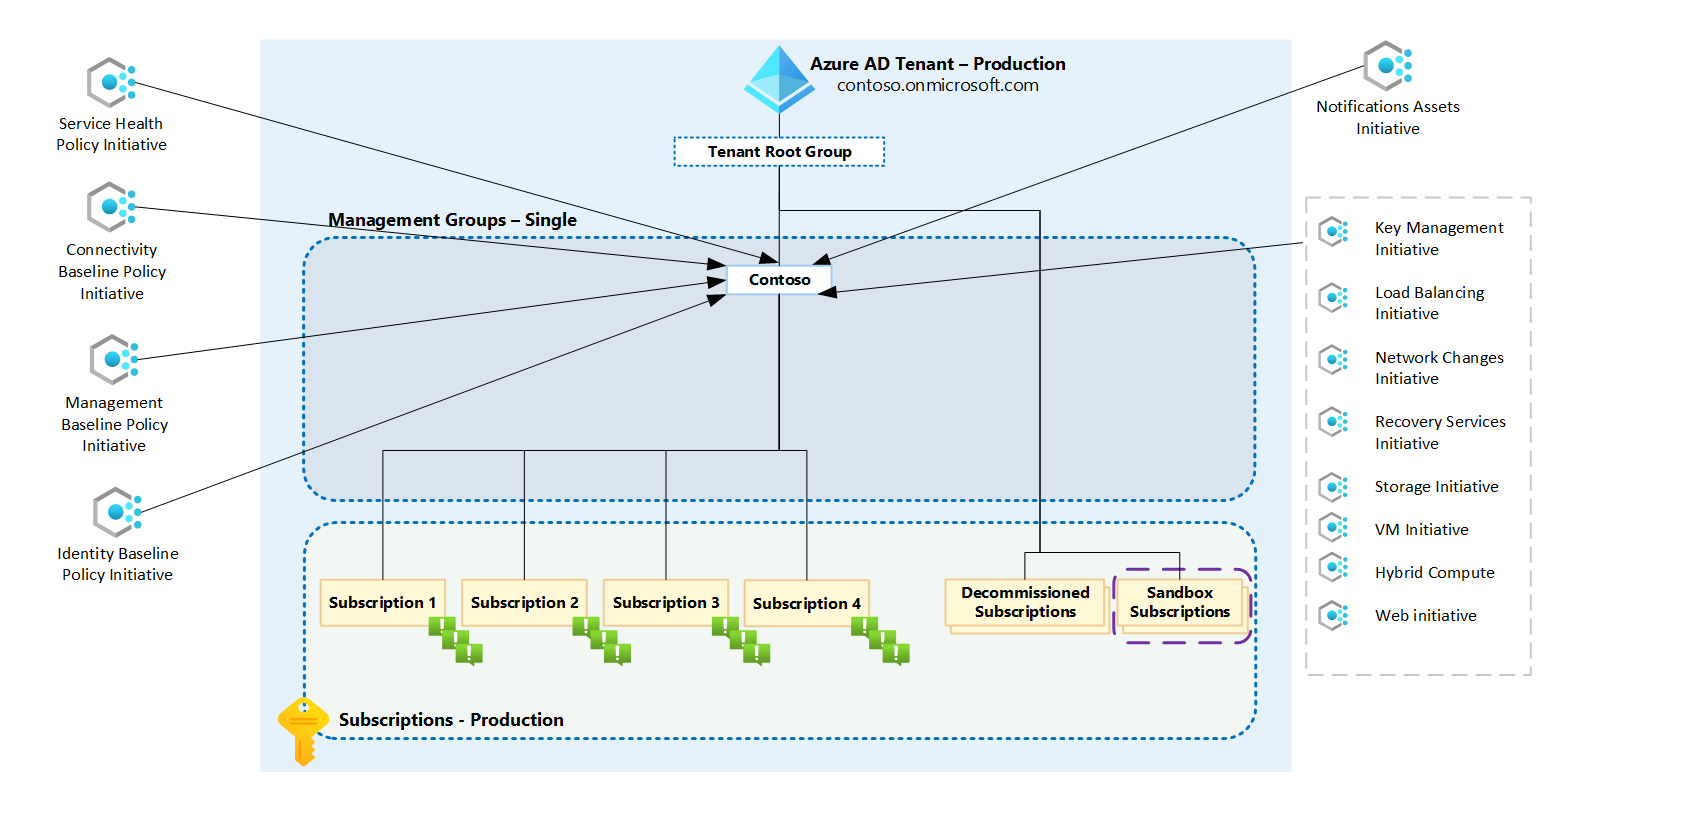 Azure AD Tenant – Production
contoso.onmicrosoft.com
Tenant Root Group
Management Groups – Single
Contoso
Service Health
Policy Initiative
Connectivity
Baseline Policy
Initiative
Management
Baseline Policy
Initiative
Identity Baseline
Policy Initiative
Notifications Assets
Initiative
Key Management
Initiative
Load Balancing
Initiative
Network Changes
Initiative
Recovery Services
Initiative
Storage Initiative
VM Initiative
Hybrid Compute
Web initiative
Subscription 1
Subscription 2
Subscription 3
Subscription 4
Decommissioned
Subscriptions
Sandbox
Subscriptions
Subscriptions - Production